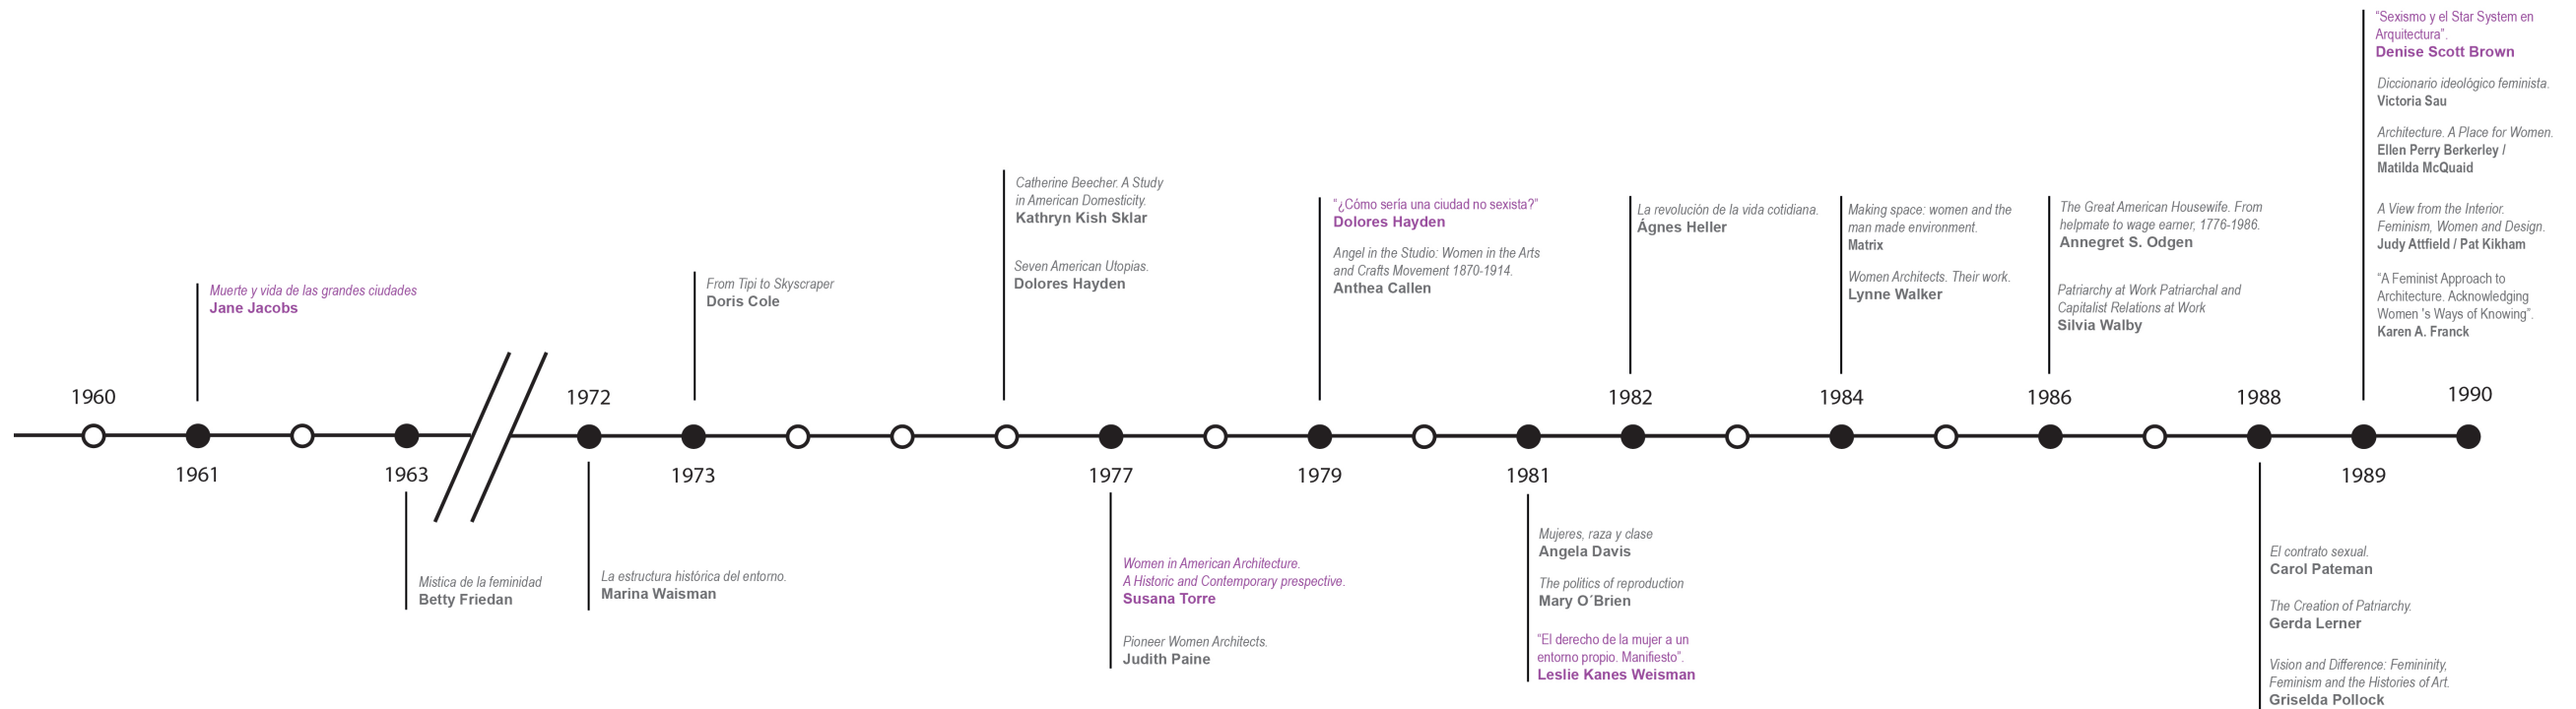 1960
1961
Muerte y vida de las grandes ciudades
Jane Jacobs
1963
Mistica de la feminidad
Betty Friedan
1972
La estructura histórica del entorno.
Marina Waisman
1973
From Tipi to Skyscraper
Doris Cole
Catherine Beecher. A Study
in American Domesticity.
Kathryn Kish Sklar
Seven American Utopias.
Dolores Hayden
1977
Women in American Architecture.
A Historic and Contemporary prespective.
Susana Torre
Pioneer Women Architects.
Judith Paine
1979
"¿Cómo sería una ciudad no sexista?"
Dolores Hayden
Angel in the Studio: Women in the Arts
and Crafts Movement 1870-1914.
Anthea Callen
1981
Mujeres, raza y clase
Angela Davis
The politics of reproduction
Mary O´Brien
"El derecho de la mujer a un
entorno propio. Manifiesto".
Leslie Kanes Weisman
1982
La revolución de la vida cotidiana.
Ágnes Heller
1984
Making space: women and the
man made environment.
Matrix
Women Architects. Their work.
Lynne Walker
1986
The Great American Housewife. From
helpmate to wage earner, 1776-1986.
Annegret S. Odgen
Patriarchy at Work Patriarchal and
Capitalist Relations at Work
Silvia Walby
1988
El contrato sexual.
Carol Pateman
The Creation of Patriarchy.
Gerda Lerner
Vision and Difference: Femininity,
Feminism and the Histories of Art.
Griselda Pollock
1989
"Sexismo y el Star System en
Arquitectura".
Denise Scott Brown
Diccionario ideológico feminista.
Victoria Sau
Architecture. A Place for Women.
Ellen Perry Berkerley /
Matilda McQuaid
A View from the Interior.
Feminism, Women and Design.
Judy Attfield / Pat Kikham
"A Feminist Approach to
Architecture. Acknowledging
Women 's Ways of Knowing".
Karen A. Franck
1990